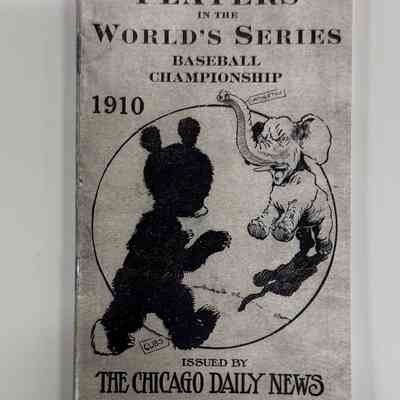 PLAYERS
IN THE
WORLD'S SERIES
BASEBALL
CHAMPIONSHIP
1910
CUBS
ISSUED BY
THE CHICAGO DAILY NEWS